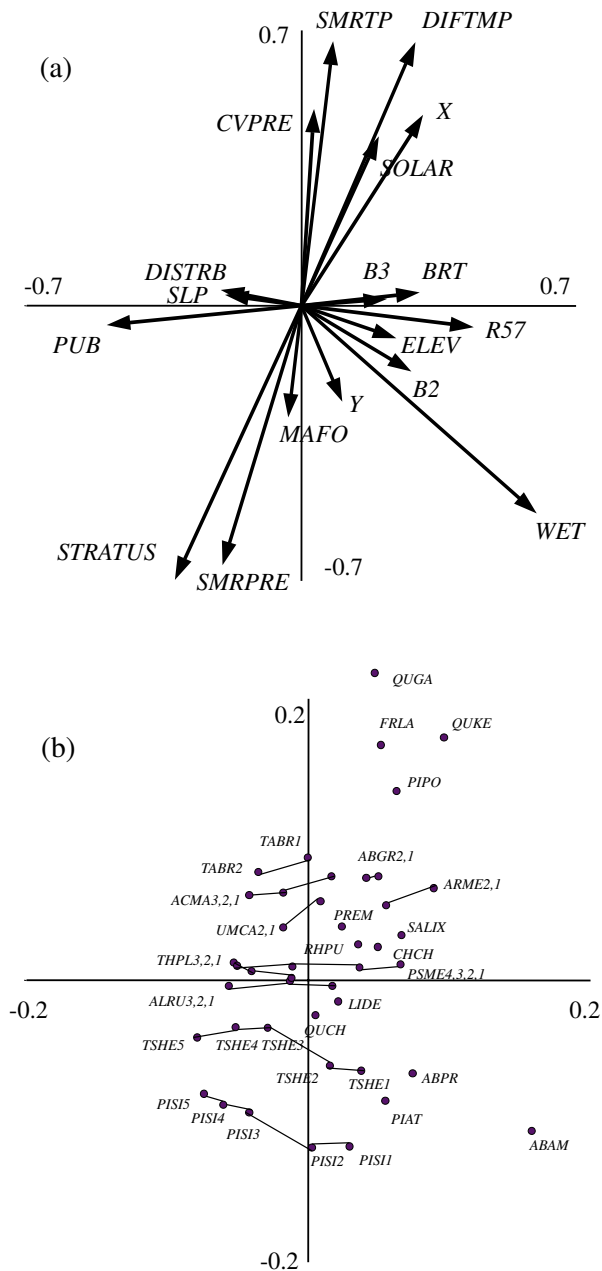 SMRTP DIFTMP
0.7
(a)
CVPRE X
SOLAR
-0.7 DISTRB B3 BRT 0.7
SLP
PUB ELEV R57
B2
Y
MAFO
WET
STRATUS
SMRPRE -0.7
QUGA
0.2 FRLA QUKE
(b)
PIPO
TABR1
TABR2 ABGR2,1
ACMA3,2,1 ARME2,1
UMCA2,1 PREM SALIX
THPL3,2,1 RHPU CHCH
PSME4,3,2,1
-0.2 ALRU3,2,1 LIDE 0.2
QUCH
TSHE5 TSHE4 TSHE3
TSHE2 TSHE1 ABPR
PISI5 PISI4 PIAT
PISI3 ABAM
PISI2 PISI1
-0.2